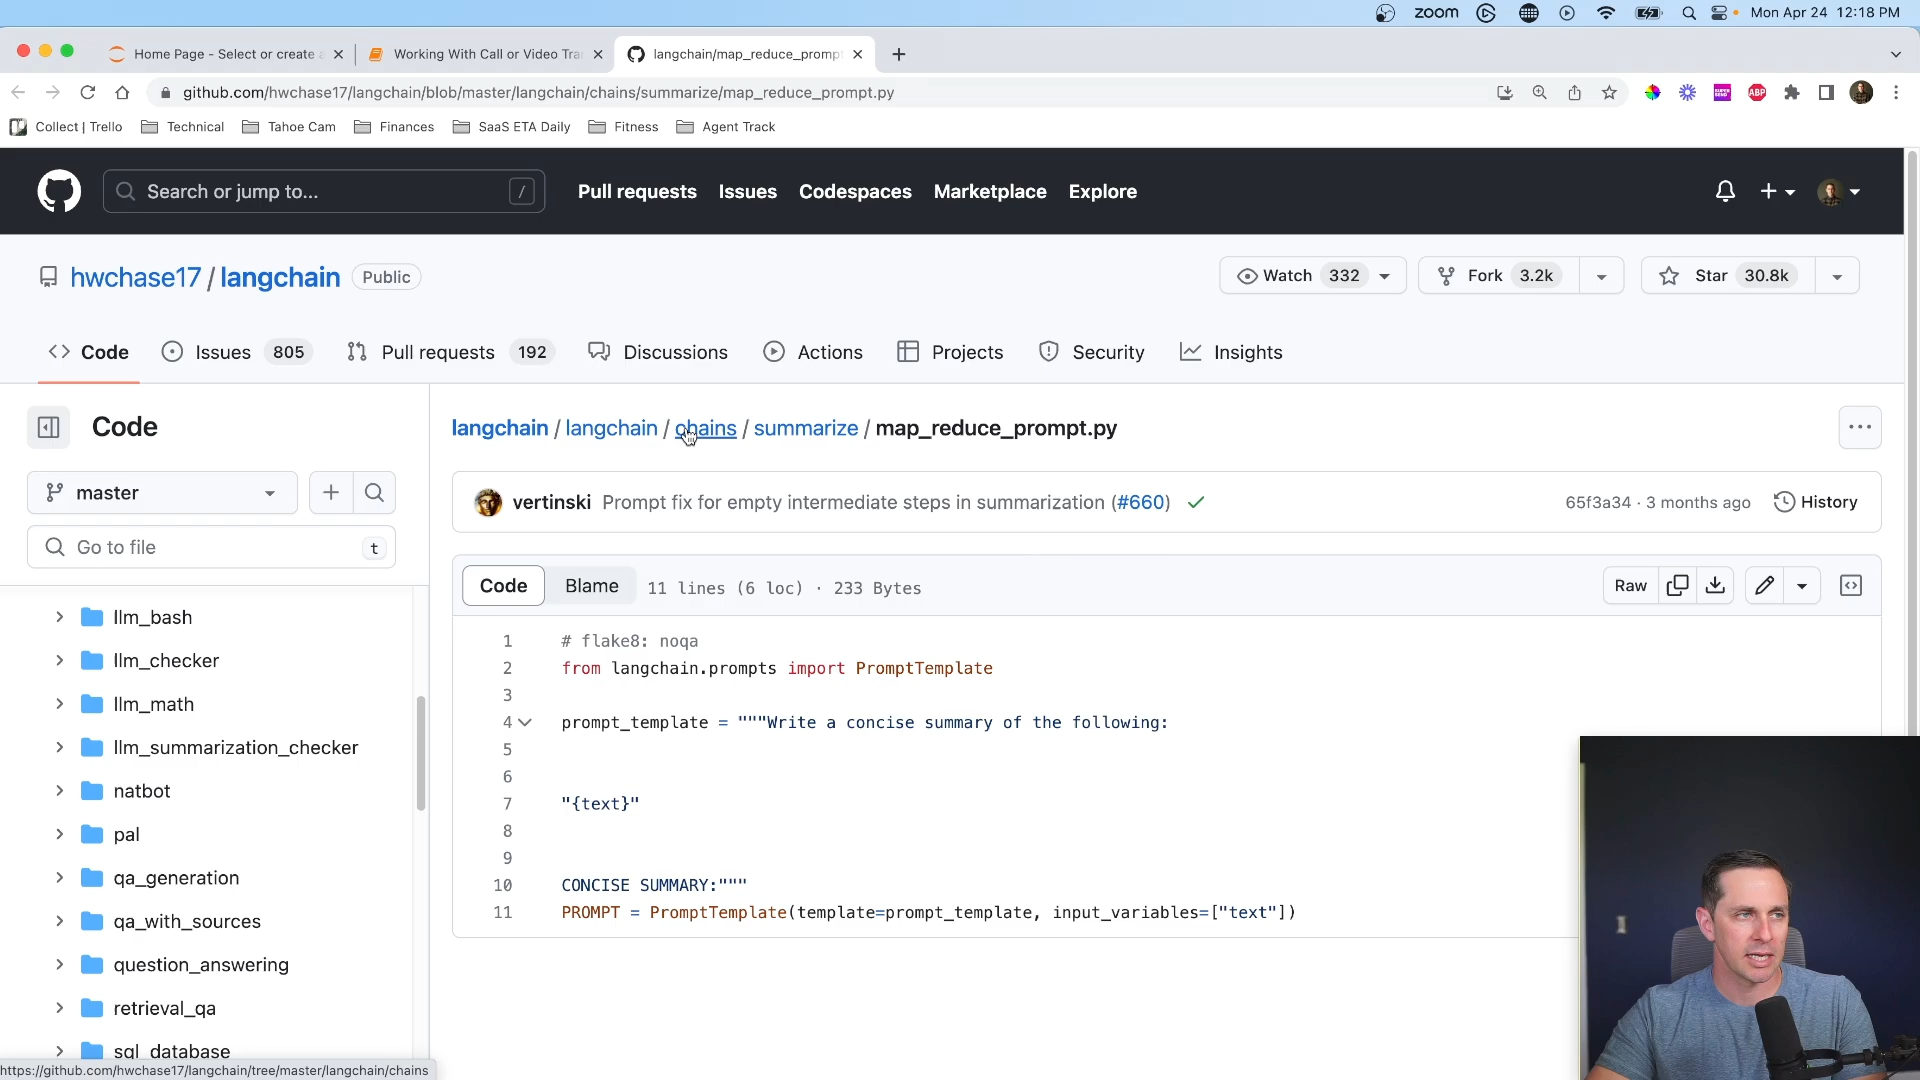 zoom
Mon Apr 24 12:18 PM
Home Page - Select or create a
Working With Call or Video Tra
langchain/map_reduce_prompt
github.com/hwchase17/langchain/blob/master/langchain/chains/summarize/map_reduce_prompt.py
ABP
Collect | Trello
Technical
Tahoe Cam
Finances
SaaS ETA Daily
Fitness
Agent Track
Search or jump to...
/
Pull requests
Issues
Codespaces
Marketplace
Explore
hwchase17 / langchain
Public
Watch 332
Fork 3.2k
Star 30.8k
Code
Issues 805
Pull requests 192
Discussions
Actions
Projects
Security
Insights
Code
master
Go to file
t
llm_bash
llm_checker
llm_math
llm_summarization_checker
natbot
pal
qa_generation
qa_with_sources
question_answering
retrieval_qa
sql_database
https://github.com/hwchase17/langchain/tree/master/langchain/chains
langchain / langchain / chains / summarize / map_reduce_prompt.py
vertinski Prompt fix for empty intermediate steps in summarization (#660)
65f3a34 · 3 months ago
History
Code
Blame
11 lines (6 loc) · 233 Bytes
Raw
1 # flake8: noqa
2 from langchain.prompts import PromptTemplate
3
4 prompt_template = """Write a concise summary of the following:
5
6
7 "{text}"
8
9
10 CONCISE SUMMARY:"""
11 PROMPT = PromptTemplate(template=prompt_template, input_variables=["text"])